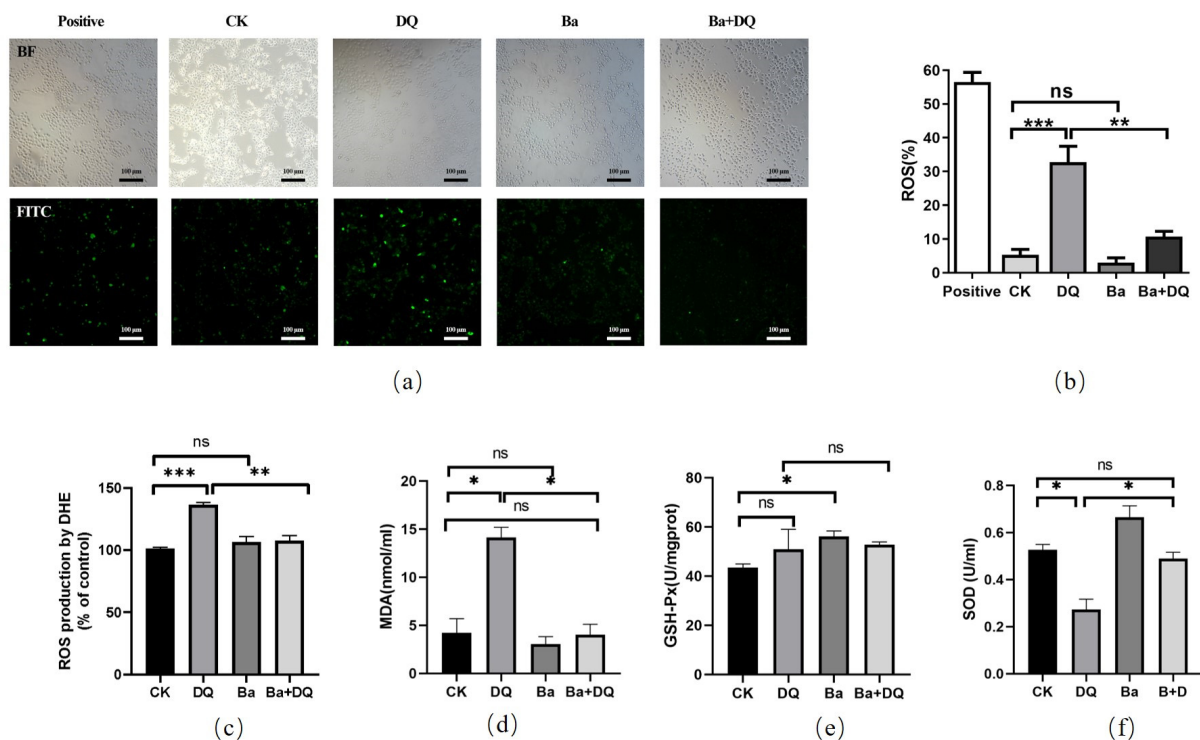 Positive CK DQ Ba Ba+DQ
BF
100 μm 100 μm 100 μm 100 μm 100 μm
FITC
100 μm 100 μm 100 μm 100 μm 100 μm
(a)
ROS(%)
60
50
40
30
20
10
0
ns
*** **
Positive CK DQ Ba Ba+DQ
(b)
ROS production by DHE
(% of control)
150
100
50
0
ns
*** **
CK DQ Ba Ba+DQ
(c)
MDA(nmol/ml)
20
15
10
5
0
ns
* *
ns
CK DQ Ba Ba+DQ
(d)
GSH-Px(U/mgprot)
80
60
40
20
0
ns
*
ns
CK DQ Ba Ba+DQ
(e)
SOD (U/ml)
0.8
0.6
0.4
0.2
0.0
ns
* *
CK DQ Ba B+D
(f)